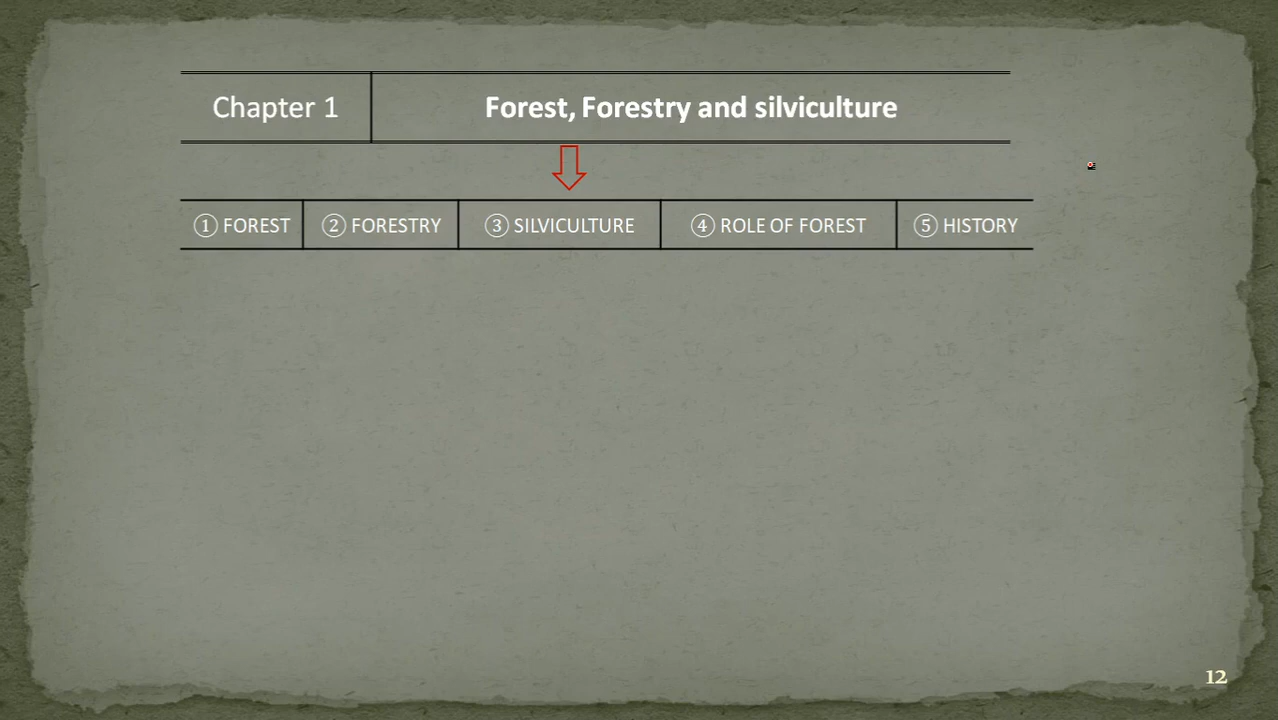 Chapter 1 Forest, Forestry and silviculture
① FOREST ② FORESTRY ③ SILVICULTURE ④ ROLE OF FOREST ⑤ HISTORY
12